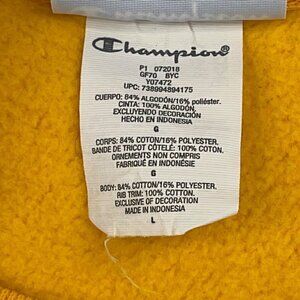 Champion®
P1 072018
GF70 BYC
Y07472
UPC: 738994894175
CUERPO: 84% ALGODÓN/16% poliéster.
CINTA: 100% ALGODÓN.
EXCLUYENDO DECORACIÓN
HECHO EN INDONESIA
G
CORPS: 84% COTON/16% POLYESTER.
BANDE DE TRICOT CÔTELÉ: 100% COTON.
ORNEMENTS NON COMPRIS
FABRIQUÉ EN INDONESIA
G
BODY: 84% COTTON/16% POLYESTER.
RIB TRIM: 100% COTTON.
EXCLUSIVE OF DECORATION
MADE IN INDONESIA
L